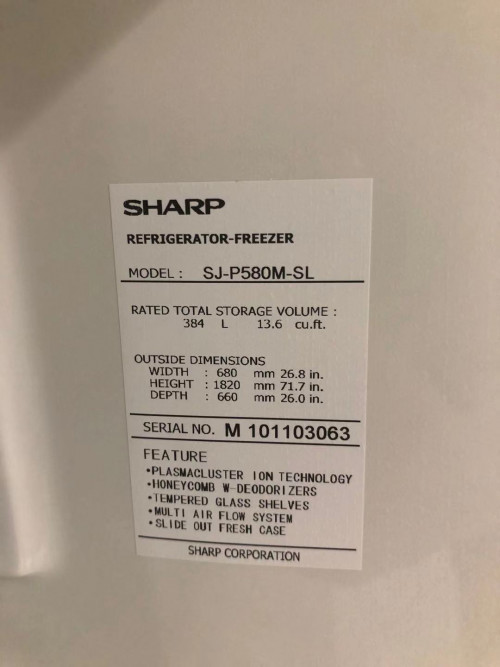 SHARP
REFRIGERATOR-FREEZER
MODEL : SJ-P580M-SL
RATED TOTAL STORAGE VOLUME :
384 L 13.6 cu.ft.
OUTSIDE DIMENSIONS
WIDTH : 680 mm 26.8 in.
HEIGHT : 1820 mm 71.7 in.
DEPTH : 660 mm 26.0 in.
SERIAL NO. M 101103063
FEATURE
•PLASMACLUSTER ION TECHNOLOGY
•HONEYCOMB W-DEODORIZERS
•TEMPERED GLASS SHELVES
•MULTI AIR FLOW SYSTEM
•SLIDE OUT FRESH CASE
SHARP CORPORATION